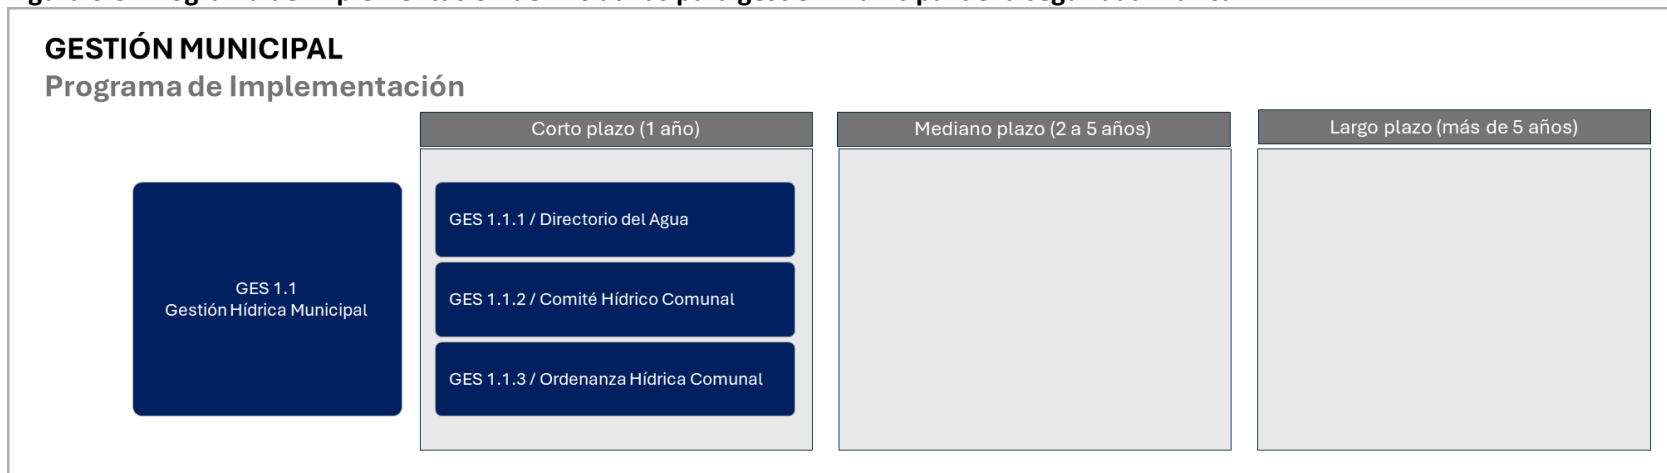 GESTIÓN MUNICIPAL
Programa de Implementación
Corto plazo (1 año)
Mediano plazo (2 a 5 años)
Largo plazo (más de 5 años)
GES 1.1
Gestión Hídrica Municipal
GES 1.1.1 / Directorio del Agua
GES 1.1.2 / Comité Hídrico Comunal
GES 1.1.3 / Ordenanza Hídrica Comunal